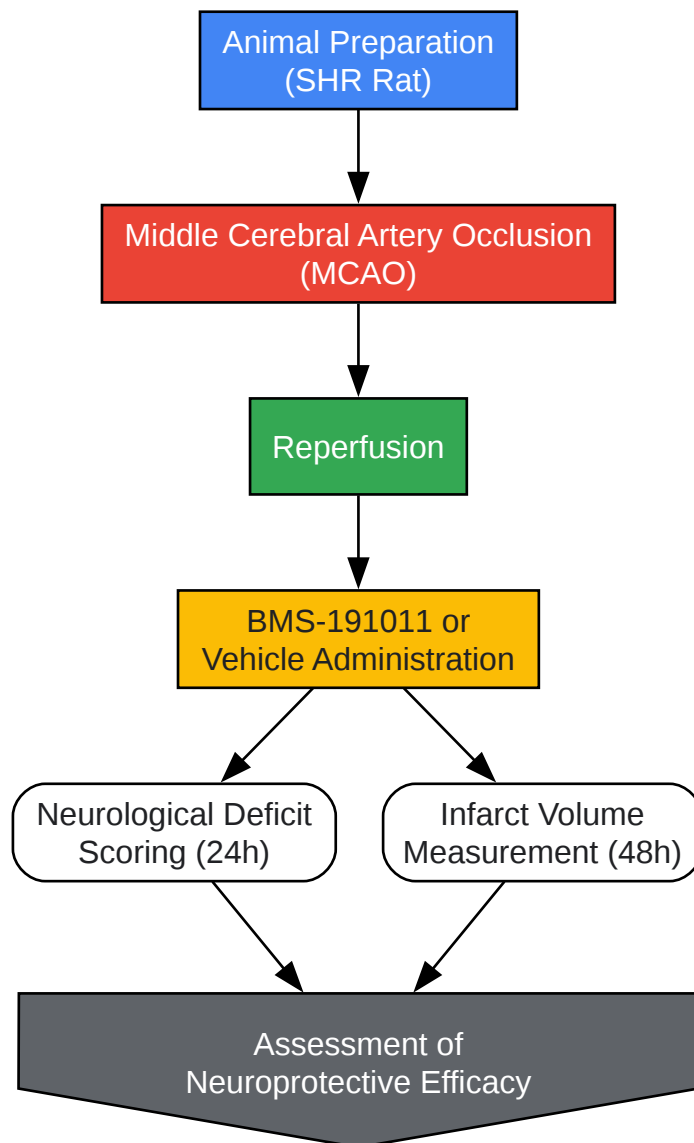 Animal Preparation
(SHR Rat)
Middle Cerebral Artery Occlusion
(MCAO)
Reperfusion
BMS-191011 or
Vehicle Administration
Neurological Deficit
Scoring (24h)
Infarct Volume
Measurement (48h)
Assessment of
Neuroprotective Efficacy